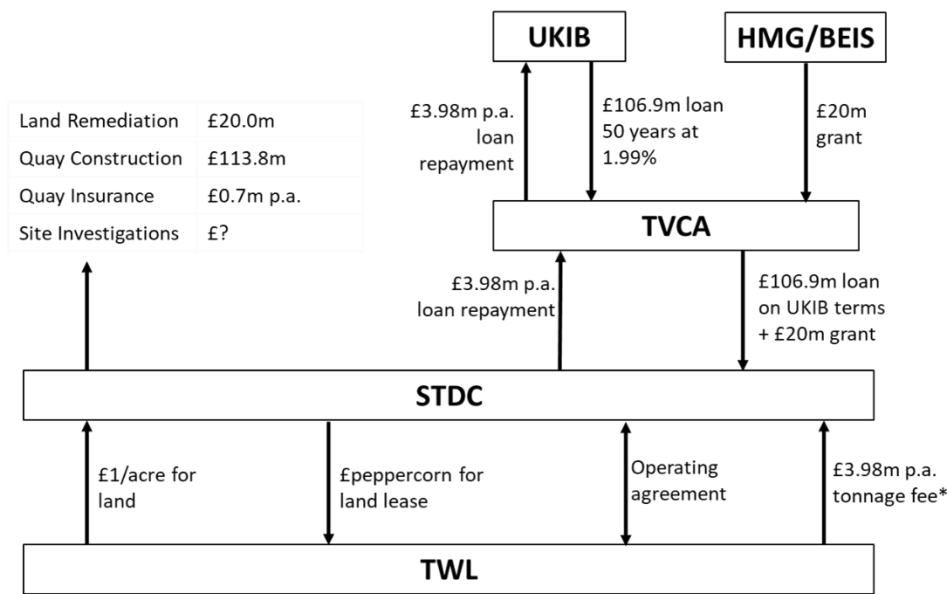 UKIB
HMG/BEIS
£3.98m p.a.
loan
repayment
£106.9m loan
50 years at
1.99%
£20m
grant
Land Remediation £20.0m
Quay Construction £113.8m
Quay Insurance £0.7m p.a.
Site Investigations £?
TVCA
£3.98m p.a.
loan repayment
£106.9m loan
on UKIB terms
+ £20m grant
STDC
£1/acre for
land
£peppercorn for
land lease
Operating
agreement
£3.98m p.a.
tonnage fee*
TWL